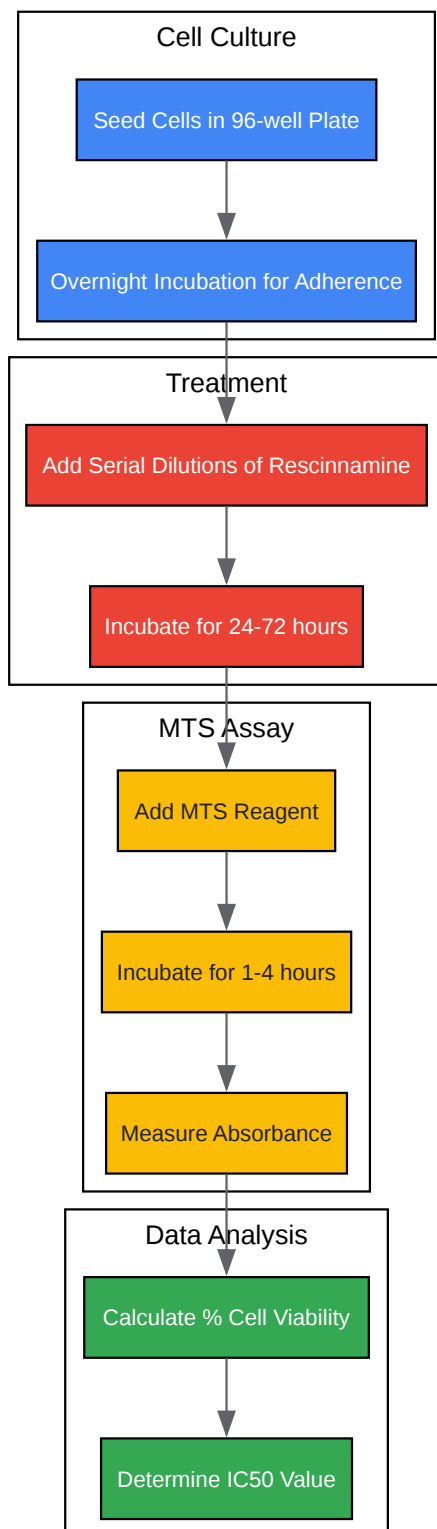 Cell Culture
Seed Cells in 96-well Plate
Overnight Incubation for Adherence
Treatment
Add Serial Dilutions of Rescinnamine
Incubate for 24-72 hours
MTS Assay
Add MTS Reagent
Incubate for 1-4 hours
Measure Absorbance
Data Analysis
Calculate % Cell Viability
Determine IC50 Value